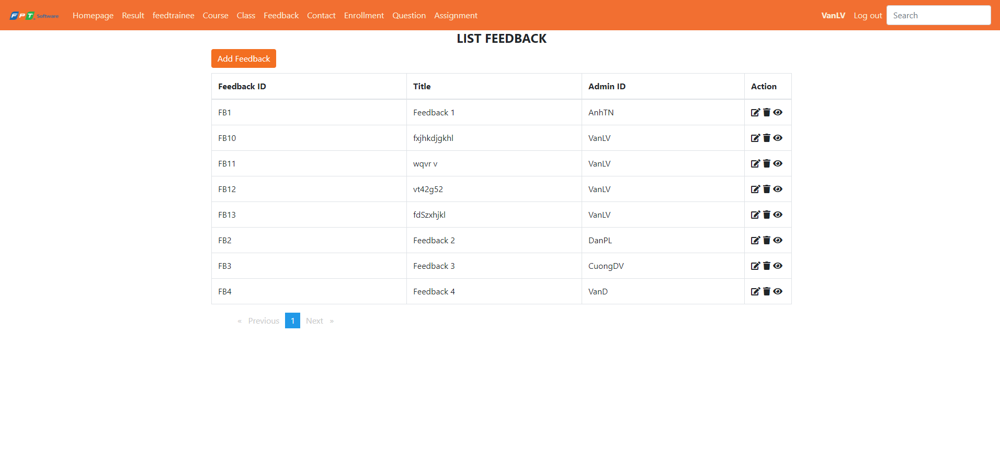 FPT Software Homepage Result feedtrainee Course Class Feedback Contact Enrollment Question Assignment VanLV Log out Search
LIST FEEDBACK
Add Feedback
Feedback ID Title Admin ID Action
FB1 Feedback 1 AnhTN
FB10 fxjhkdjgkhl VanLV
FB11 wqvr v VanLV
FB12 vt42g52 VanLV
FB13 fdSzxhjkl VanLV
FB2 Feedback 2 DanPL
FB3 Feedback 3 CuongDV
FB4 Feedback 4 VanD
« Previous 1 Next »